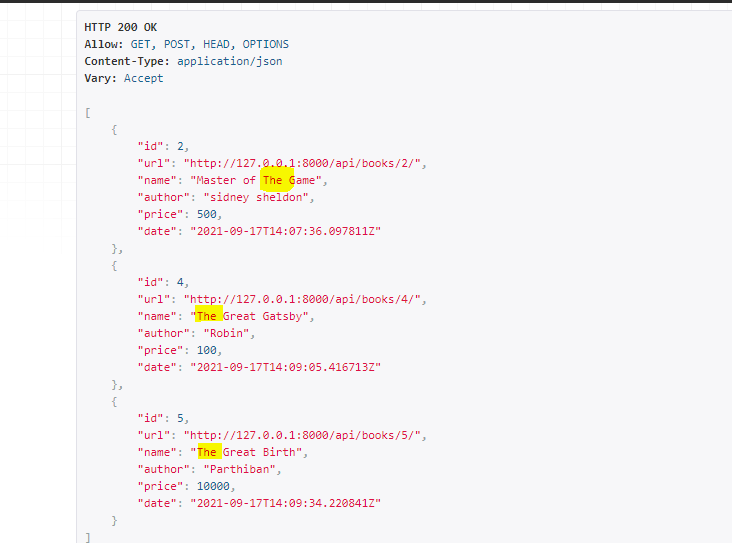 HTTP 200 OK
Allow: GET, POST, HEAD, OPTIONS
Content-Type: application/json
Vary: Accept
[
{
"id": 2,
"url": "http://127.0.0.1:8000/api/books/2/",
"name": "Master of The Game",
"author": "sidney sheldon",
"price": 500,
"date": "2021-09-17T14:07:36.097811Z"
},
{
"id": 4,
"url": "http://127.0.0.1:8000/api/books/4/",
"name": "The Great Gatsby",
"author": "Robin",
"price": 100,
"date": "2021-09-17T14:09:05.416713Z"
},
{
"id": 5,
"url": "http://127.0.0.1:8000/api/books/5/",
"name": "The Great Birth",
"author": "Parthiban",
"price": 10000,
"date": "2021-09-17T14:09:34.220841Z"
}
]